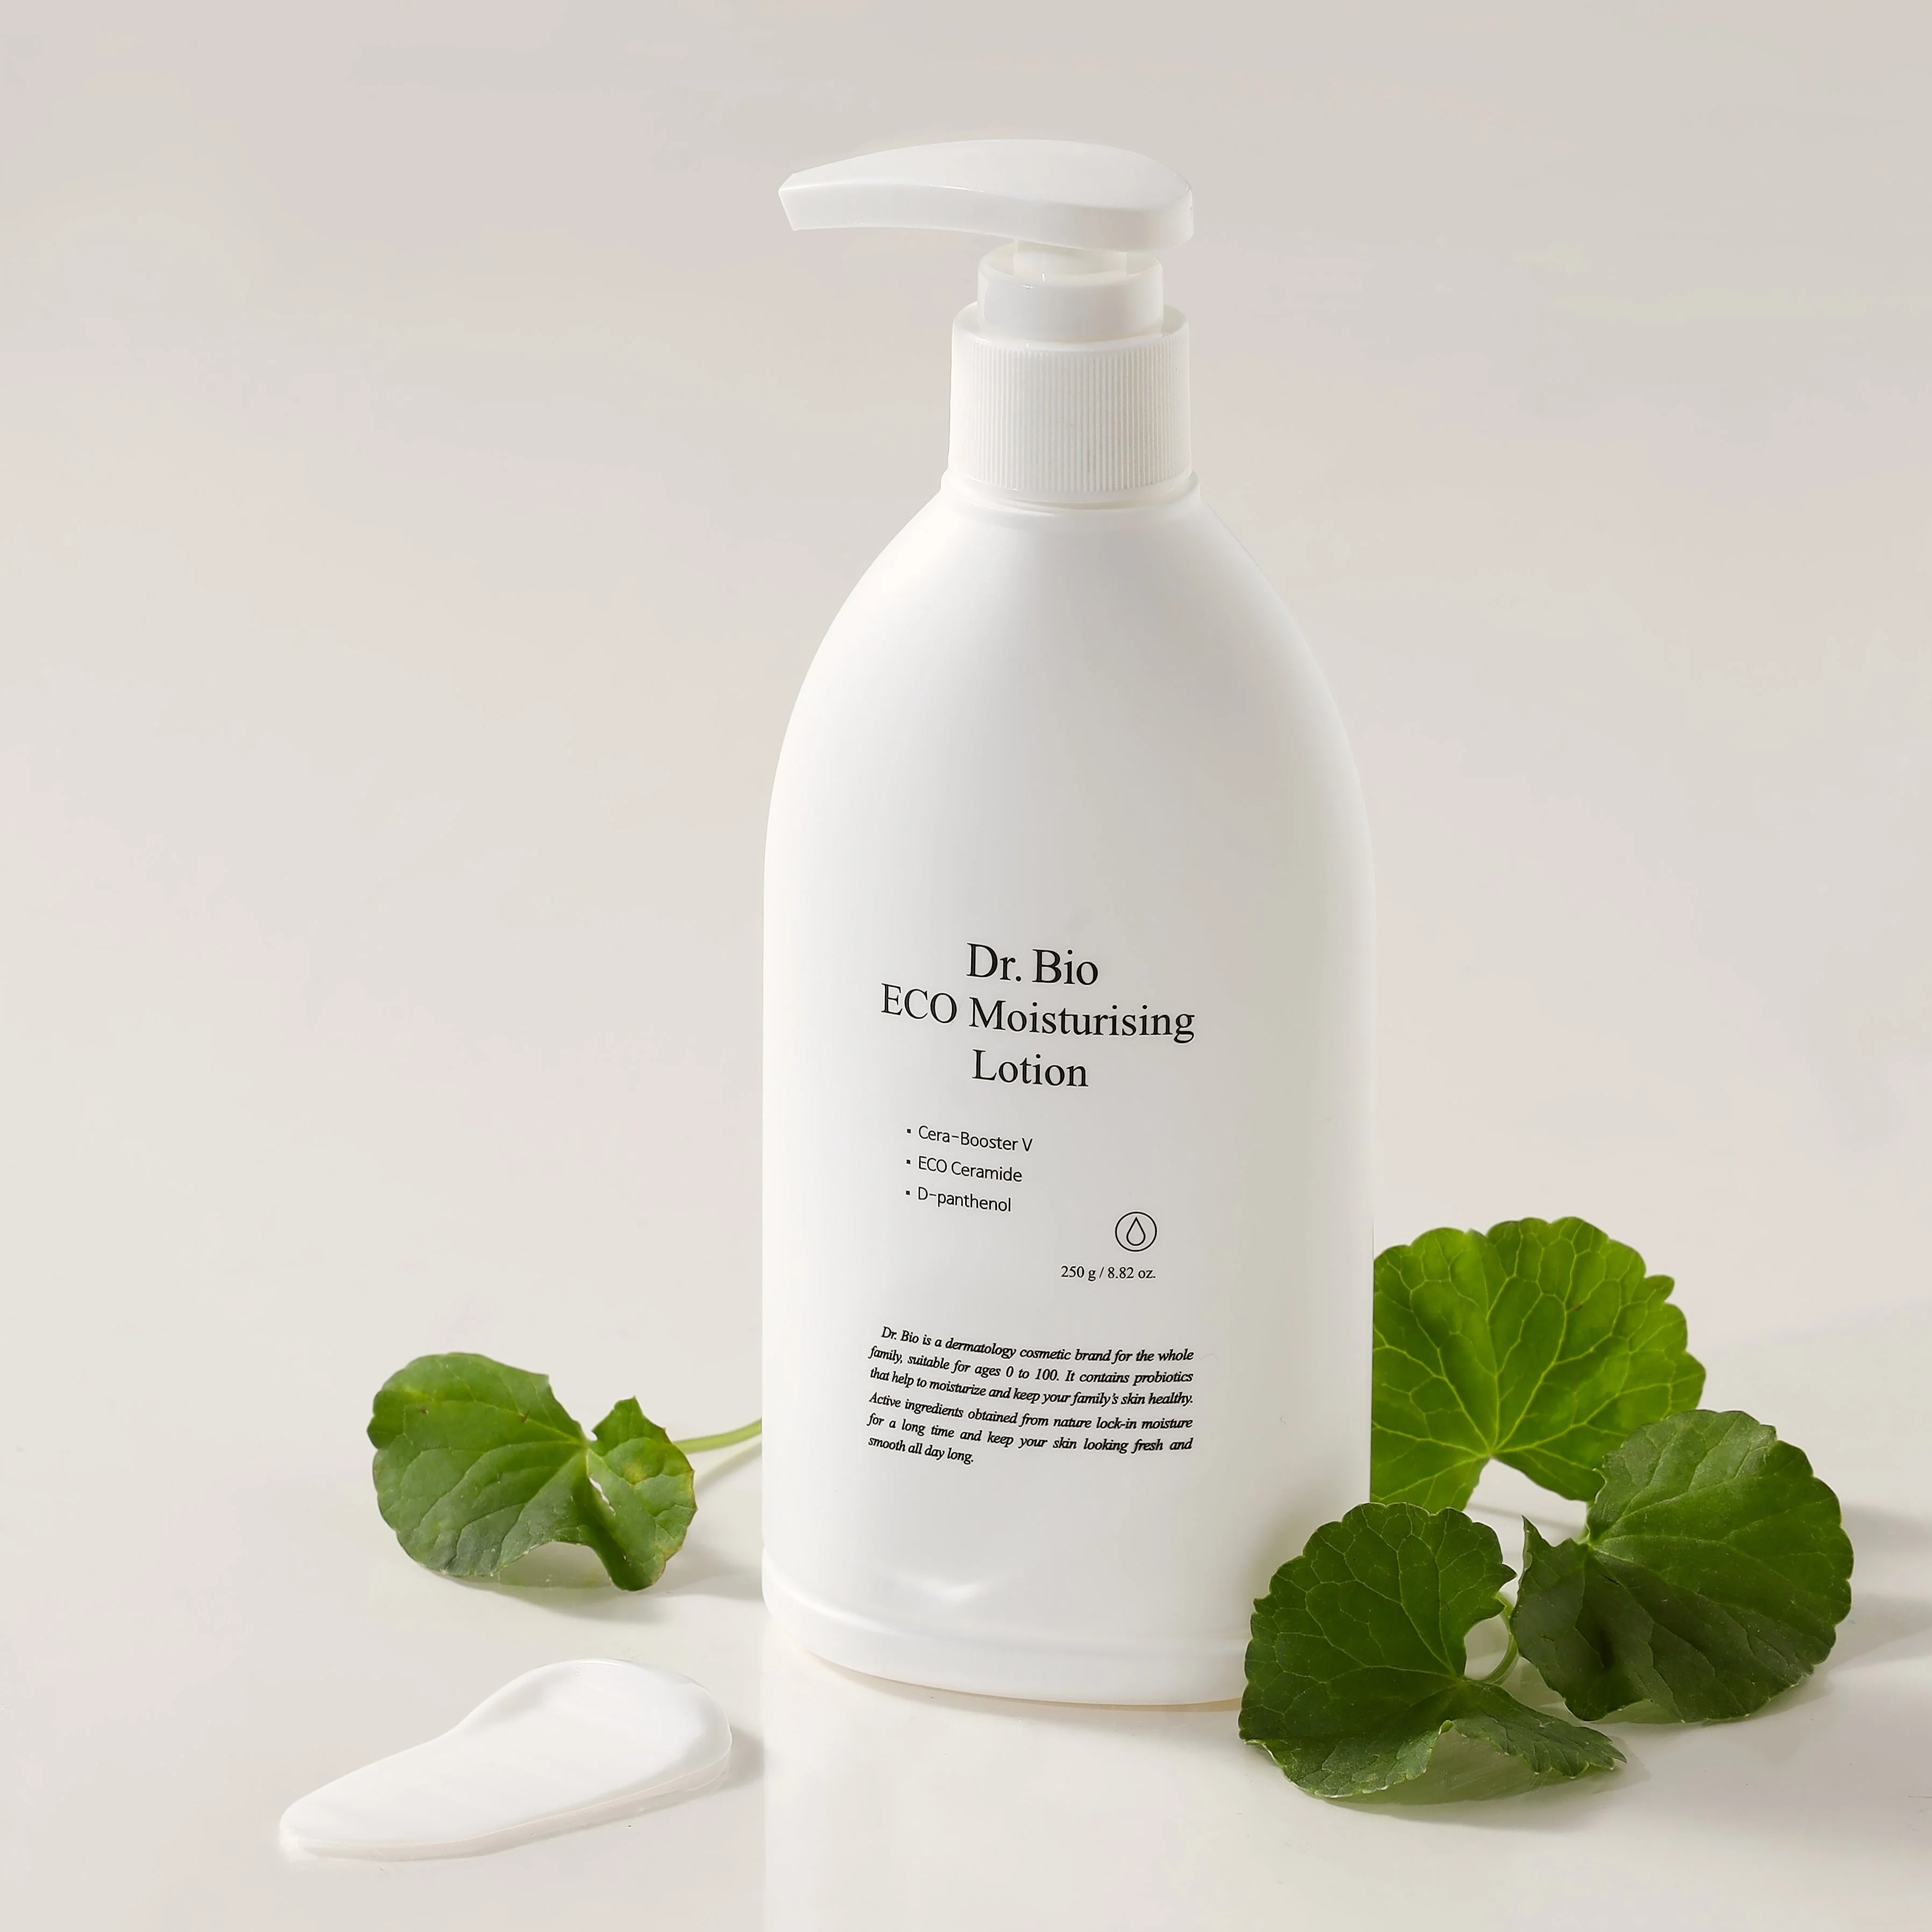 Dr. Bio
ECO Moisturising
Lotion
▪ Cera-Booster V
▪ ECO Ceramide
▪ D-panthenol
250 g / 8.82 oz.
Dr. Bio is a dermatology cosmetic brand for the whole
family, suitable for ages 0 to 100. It contains probiotics
that help to moisturize and keep your family's skin healthy.
Active ingredients obtained from nature lock-in moisture
for a long time and keep your skin looking fresh and
smooth all day long.